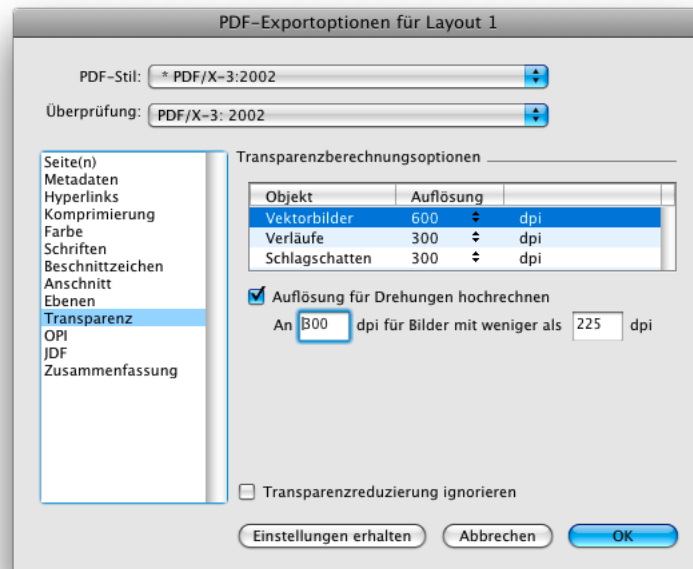 PDF-Exportoptionen für Layout 1
PDF-Stil: * PDF/X-3:2002
Überprüfung: PDF/X-3: 2002
Seite(n)
Metadaten
Hyperlinks
Komprimierung
Farbe
Schriften
Beschnittzeichen
Anschnitt
Ebenen
Transparenz
OPI
JDF
Zusammenfassung
Transparenzberechnungsoptionen
Objekt Auflösung
Vektorbilder 600 dpi
Verläufe 300 dpi
Schlagschatten 300 dpi
Auflösung für Drehungen hochrechnen
An 300 dpi für Bilder mit weniger als 225 dpi
Transparenzreduzierung ignorieren
Einstellungen erhalten Abbrechen OK